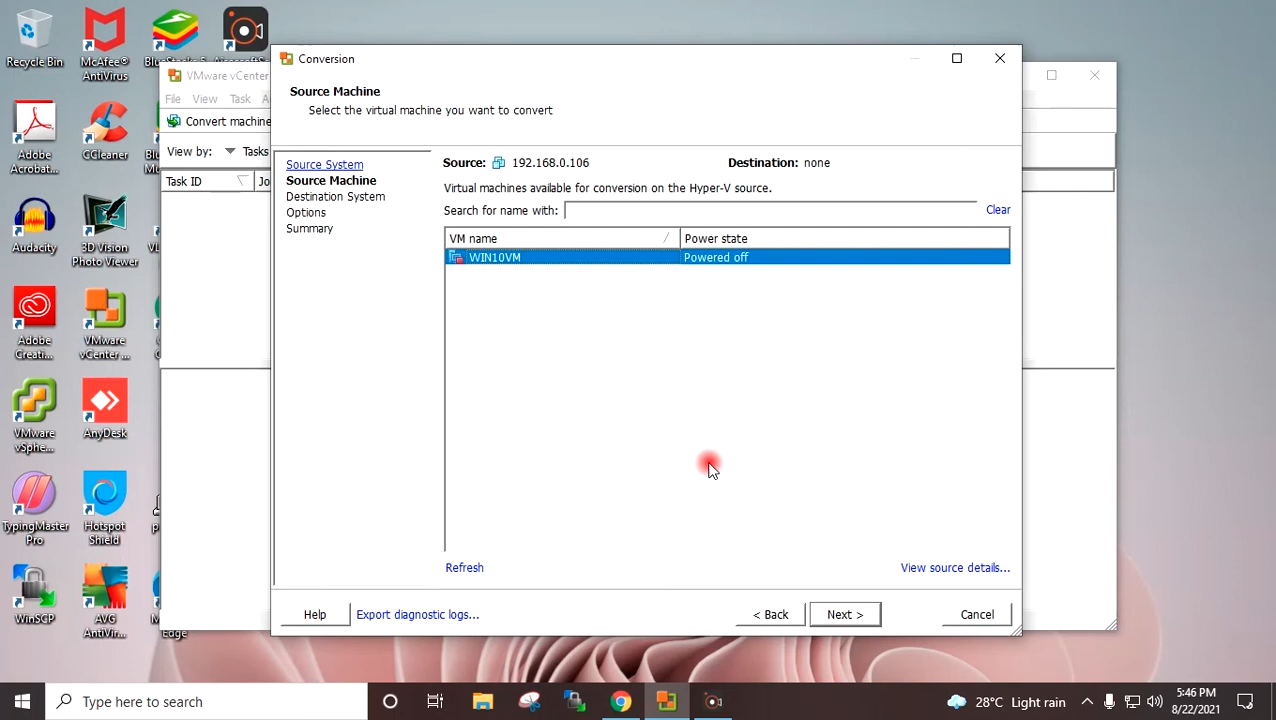 Recycle Bin
McAfee®
AntiVirus
Adobe
Acrobat...
CCleaner
Audacity
3D Vision
Photo Viewer
Adobe
Creati...
VMware
vCenter ...
VMware
vSphe...
AnyDesk
TypingMaster
Pro
Hotspot
Shield
WinSCP
AVG
AntiVir...
Edge
VMware vCenter
File View Task
Convert machine
View by: Tasks
Task ID
Conversion
Source Machine
Select the virtual machine you want to convert
Source System
Source Machine
Destination System
Options
Summary
Source: 192.168.0.106 Destination: none
Virtual machines available for conversion on the Hyper-V source.
Search for name with: Clear
VM name Power state
WIN10VM Powered off
Refresh View source details...
Help Export diagnostic logs... < Back Next > Cancel
Type here to search
28°C Light rain
5:46 PM
8/22/2021